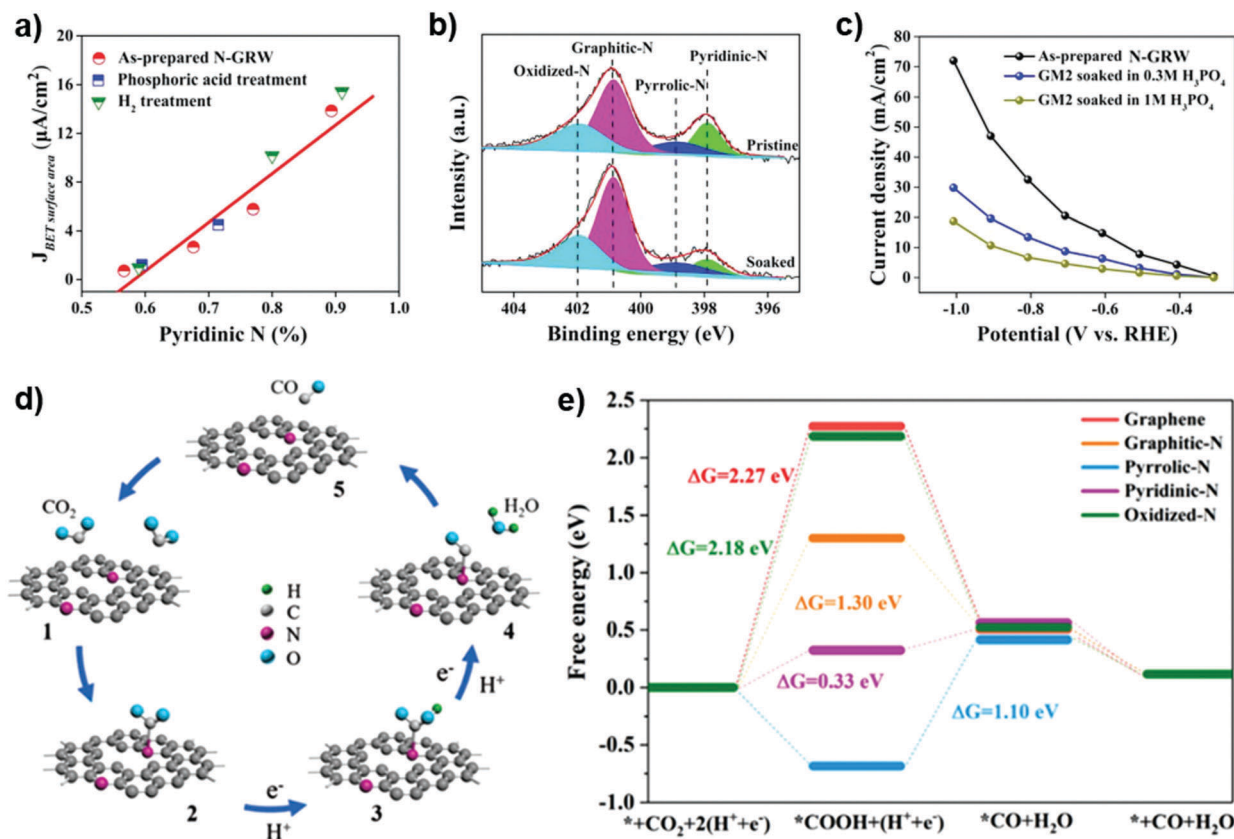 a)
J_BET surface area (μA/cm²)
20
16
12
8
4
0
As-prepared N-GRW
Phosphoric acid treatment
H₂ treatment
0.5 0.6 0.7 0.8 0.9 1.0
Pyridinic N (%)
b)
Intensity (a.u.)
Graphitic-N
Pyridinic-N
Oxidized-N
Pyrrolic-N
Pristine
Soaked
404 402 400 398 396
Binding energy (eV)
c)
Current density (mA/cm²)
90
80
70
60
50
40
30
20
10
0
As-prepared N-GRW
GM2 soaked in 0.3M H₃PO₄
GM2 soaked in 1M H₃PO₄
-1.0 -0.8 -0.6 -0.4
Potential (V vs. RHE)
d)
CO
5
CO₂
H₂O
1
H
C
N
O
4
e⁻
H⁺
2
e⁻
H⁺
3
e)
Free energy (eV)
2.5
2.0
1.5
1.0
0.5
0.0
-0.5
-1.0
Graphene
Graphitic-N
Pyrrolic-N
Pyridinic-N
Oxidized-N
ΔG=2.27 eV
ΔG=2.18 eV
ΔG=1.30 eV
ΔG=0.33 eV
ΔG=1.10 eV
*+CO₂+2(H⁺+e⁻) *COOH+(H⁺+e⁻) *CO+H₂O *+CO+H₂O